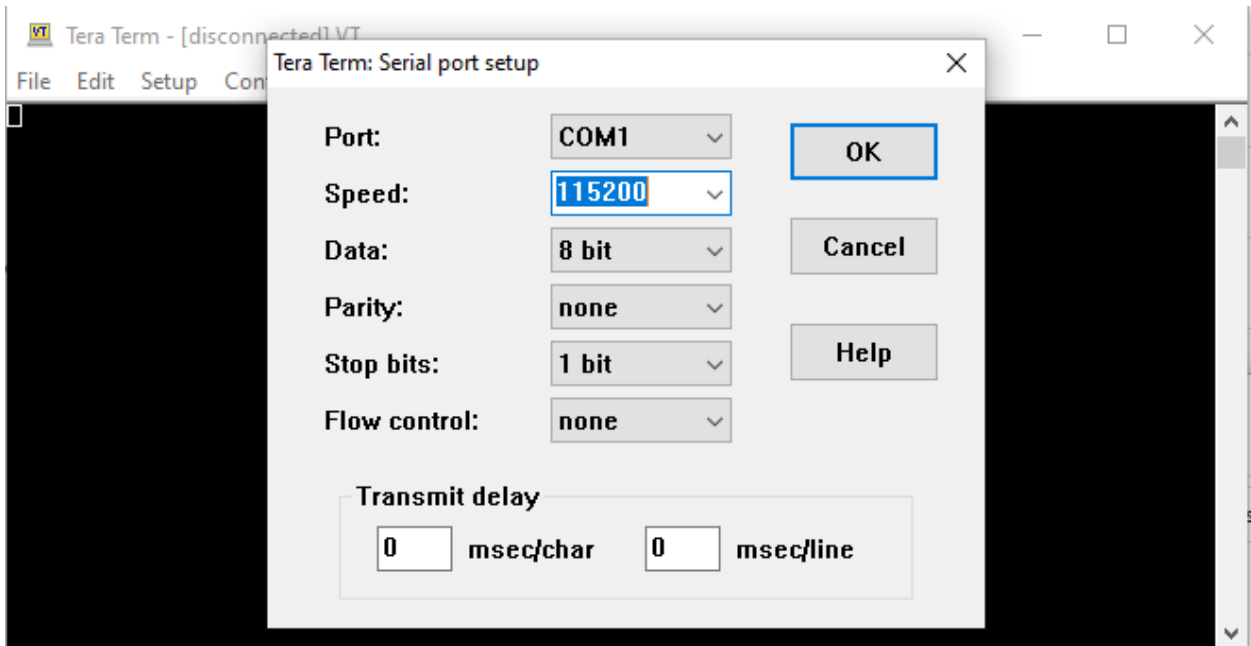 VT Tera Term - [disconnected] VT
File Edit Setup Con
Tera Term: Serial port setup
Port: COM1 OK
Speed: 115200
Data: 8 bit Cancel
Parity: none
Stop bits: 1 bit Help
Flow control: none
Transmit delay
0 msec/char 0 msec/line